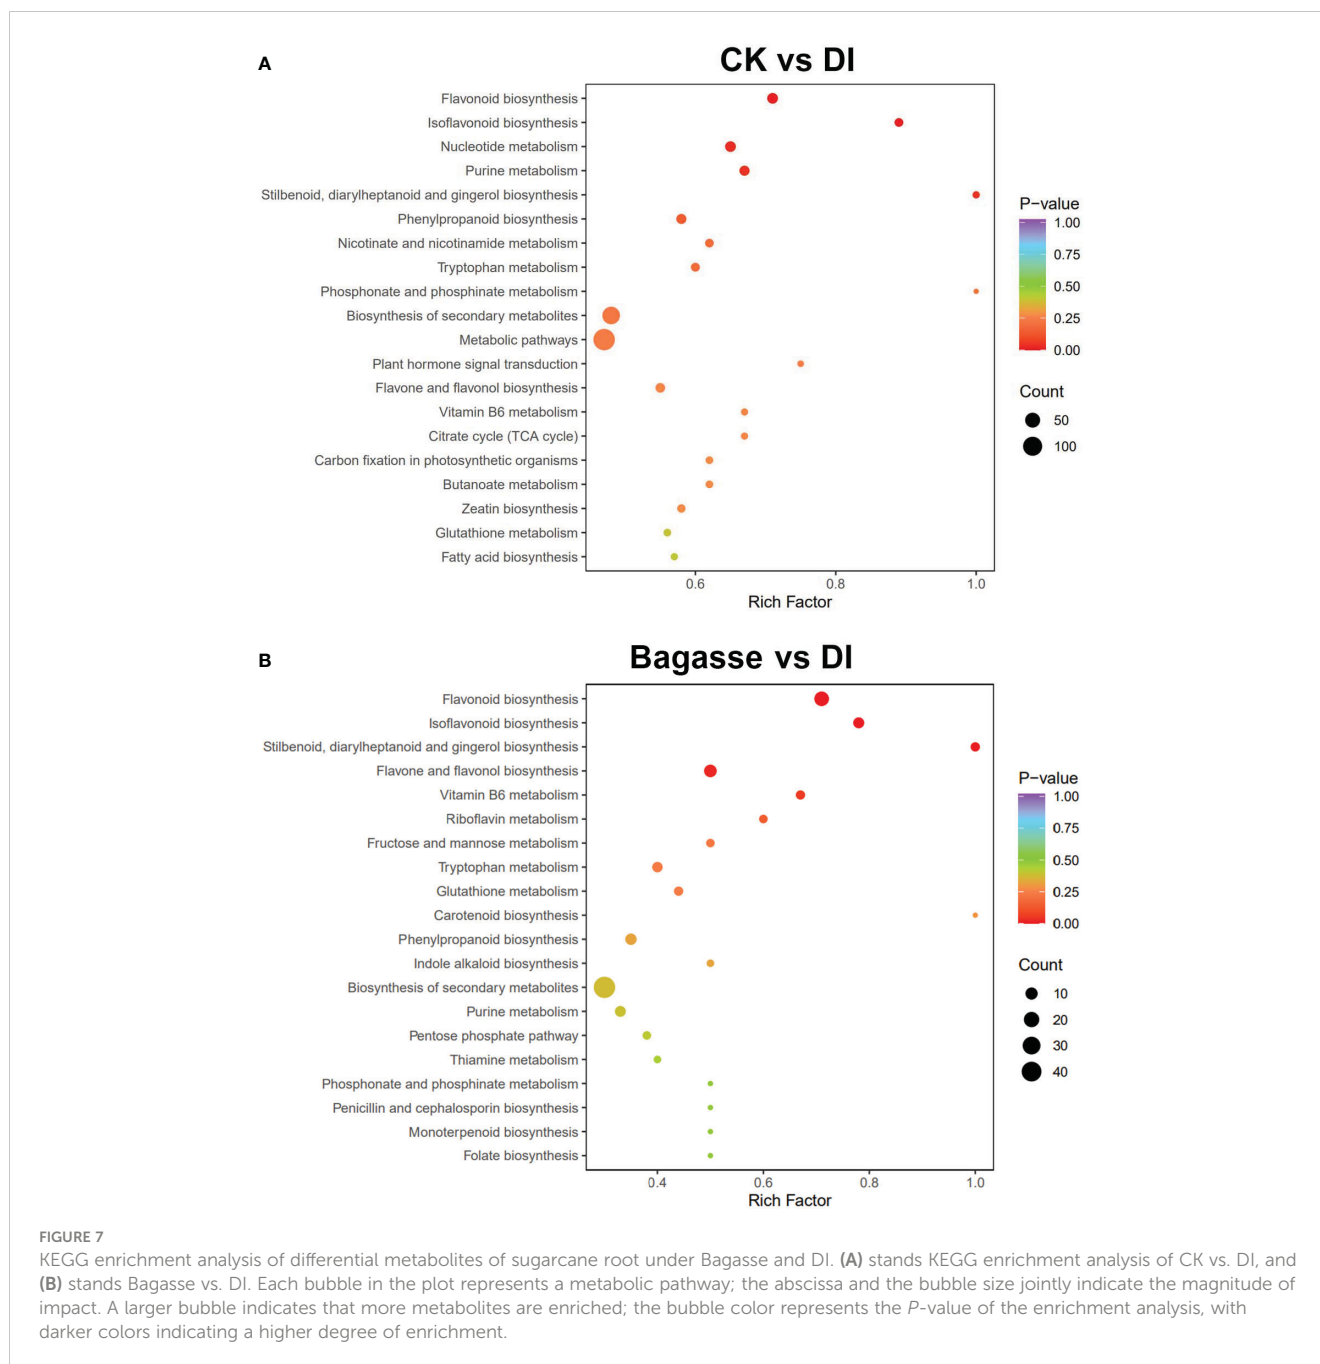 A
CK vs DI
Flavonoid biosynthesis
Isoflavonoid biosynthesis
Nucleotide metabolism
Purine metabolism
Stilbenoid, diarylheptanoid and gingerol biosynthesis
Phenylpropanoid biosynthesis
Nicotinate and nicotinamide metabolism
Tryptophan metabolism
Phosphonate and phosphinate metabolism
Biosynthesis of secondary metabolites
Metabolic pathways
Plant hormone signal transduction
Flavone and flavonol biosynthesis
Vitamin B6 metabolism
Citrate cycle (TCA cycle)
Carbon fixation in photosynthetic organisms
Butanoate metabolism
Zeatin biosynthesis
Glutathione metabolism
Fatty acid biosynthesis
0.6 0.8 1.0
Rich Factor
P-value
1.00
0.75
0.50
0.25
0.00
Count
50
100
B
Bagasse vs DI
Flavonoid biosynthesis
Isoflavonoid biosynthesis
Stilbenoid, diarylheptanoid and gingerol biosynthesis
Flavone and flavonol biosynthesis
Vitamin B6 metabolism
Riboflavin metabolism
Fructose and mannose metabolism
Tryptophan metabolism
Glutathione metabolism
Carotenoid biosynthesis
Phenylpropanoid biosynthesis
Indole alkaloid biosynthesis
Biosynthesis of secondary metabolites
Purine metabolism
Pentose phosphate pathway
Thiamine metabolism
Phosphonate and phosphinate metabolism
Penicillin and cephalosporin biosynthesis
Monoterpenoid biosynthesis
Folate biosynthesis
0.4 0.6 0.8 1.0
Rich Factor
P-value
1.00
0.75
0.50
0.25
0.00
Count
10
20
30
40
FIGURE 7
KEGG enrichment analysis of differential metabolites of sugarcane root under Bagasse and DI. (A) stands KEGG enrichment analysis of CK vs. DI, and
(B) stands Bagasse vs. DI. Each bubble in the plot represents a metabolic pathway; the abscissa and the bubble size jointly indicate the magnitude of
impact. A larger bubble indicates that more metabolites are enriched; the bubble color represents the P-value of the enrichment analysis, with
darker colors indicating a higher degree of enrichment.